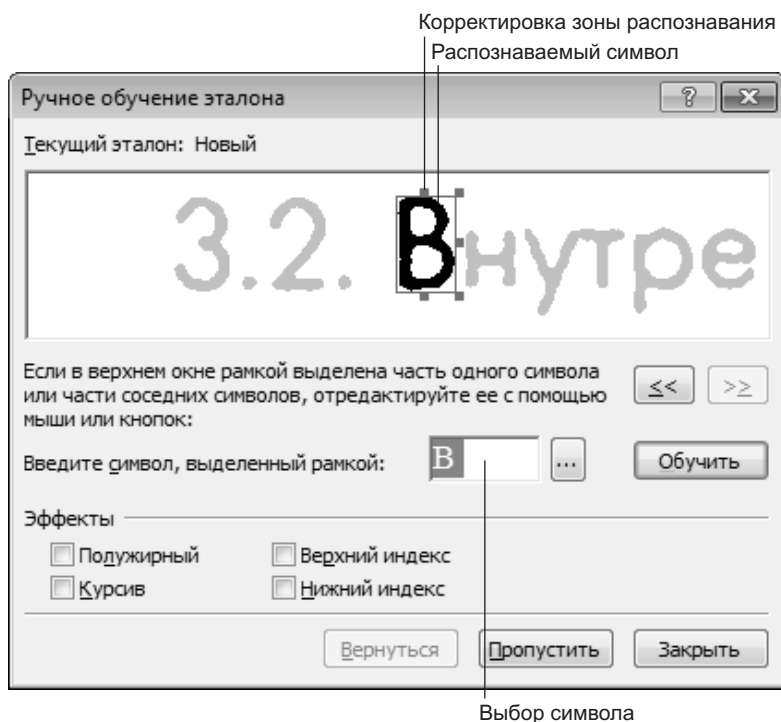 Корректировка зоны распознавания
Распознаваемый символ
Ручное обучение эталона
Текущий эталон: Новый
3.2. Внутре
Если в верхнем окне рамкой выделена часть одного символа
или части соседних символов, отредактируйте ее с помощью
мыши или кнопок:
<< >>
Введите символ, выделенный рамкой: В ... Обучить
Эффекты
Полужирный Верхний индекс
Курсив Нижний индекс
Вернуться Пропустить Закрыть
Выбор символа